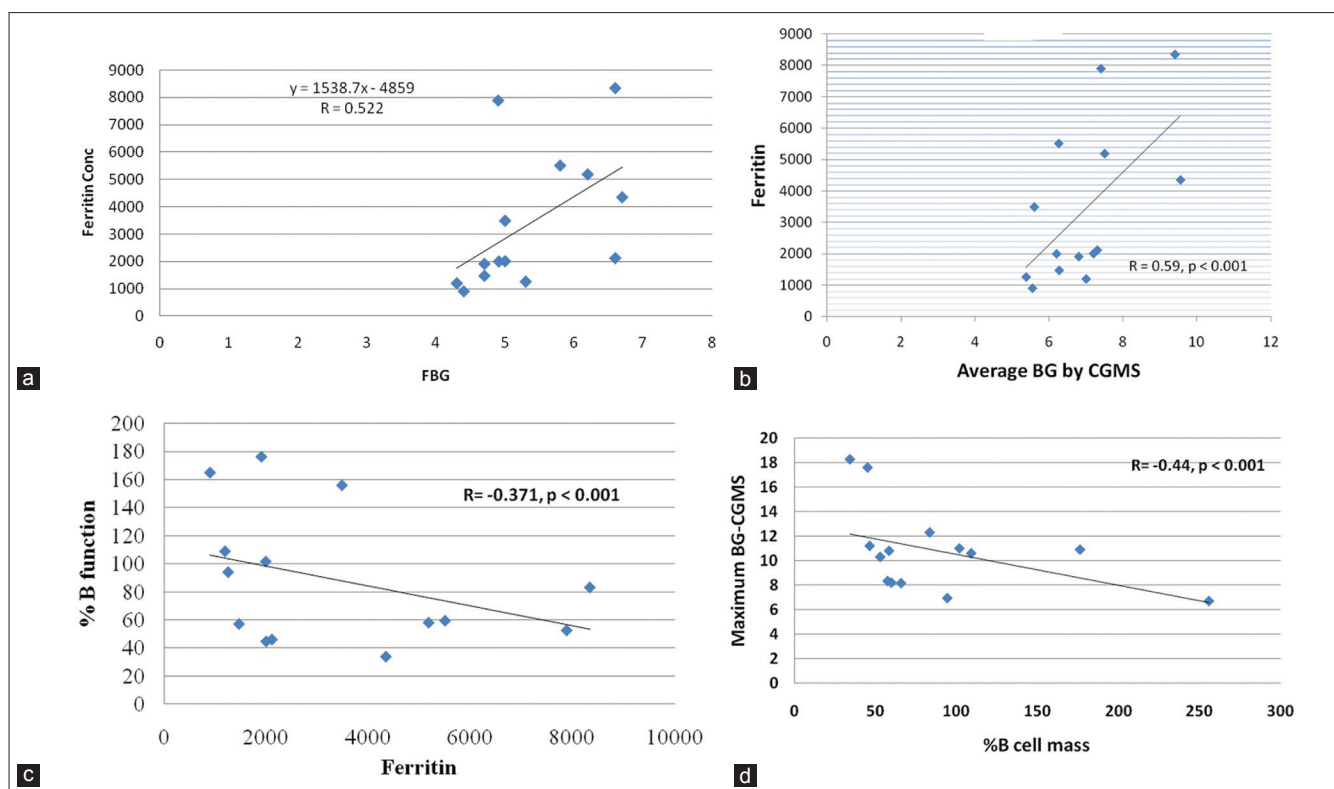 9000
8000
7000
6000
5000
4000
3000
2000
1000
0
Ferritin Conc
y = 1538.7x - 4859
R = 0.522
0 1 2 3 4 5 6 7 8
FBG
a
9000
8000
7000
6000
5000
4000
3000
2000
1000
0
Ferritin
R = 0.59, p < 0.001
0 2 4 6 8 10 12
Average BG by CGMS
b
200
180
160
140
120
100
80
60
40
20
0
% B function
R= -0.371, p < 0.001
0 2000 4000 6000 8000 10000
Ferritin
c
20
18
16
14
12
10
8
6
4
2
0
Maximum BG-CGMS
R= -0.44, p < 0.001
0 50 100 150 200 250 300
%B cell mass
d